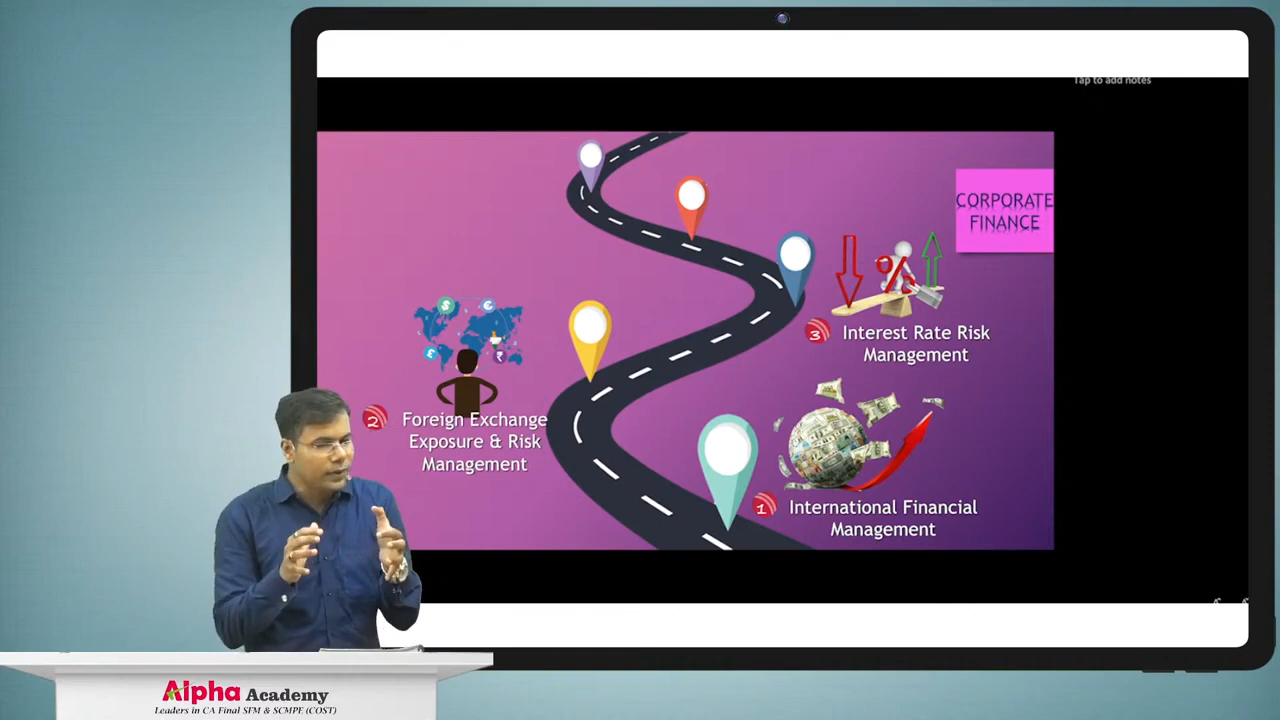 Tap to add notes
CORPORATE
FINANCE
%
3
Interest Rate Risk
Management
$
€
£
₹
2
Foreign Exchange
Exposure & Risk
Management
1
International Financial
Management
Alpha Academy
Leaders in CA Final SFM & SCMPE (COST)